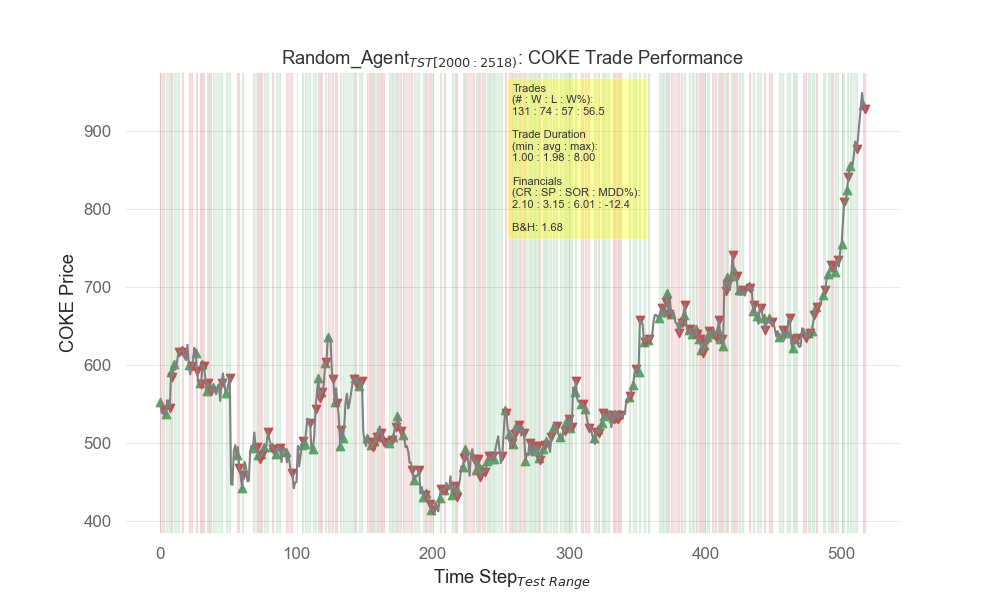 Random_Agent_TST[2000:2518): COKE Trade Performance
Trades
(# : W : L : W%):
131 : 74 : 57 : 56.5
Trade Duration
(min : avg : max):
1.00 : 1.98 : 8.00
Financials
(CR : SP : SOR : MDD%):
2.10 : 3.15 : 6.01 : -12.4
B&H: 1.68
COKE Price
900
800
700
600
500
400
0 100 200 300 400 500
Time Step Test Range